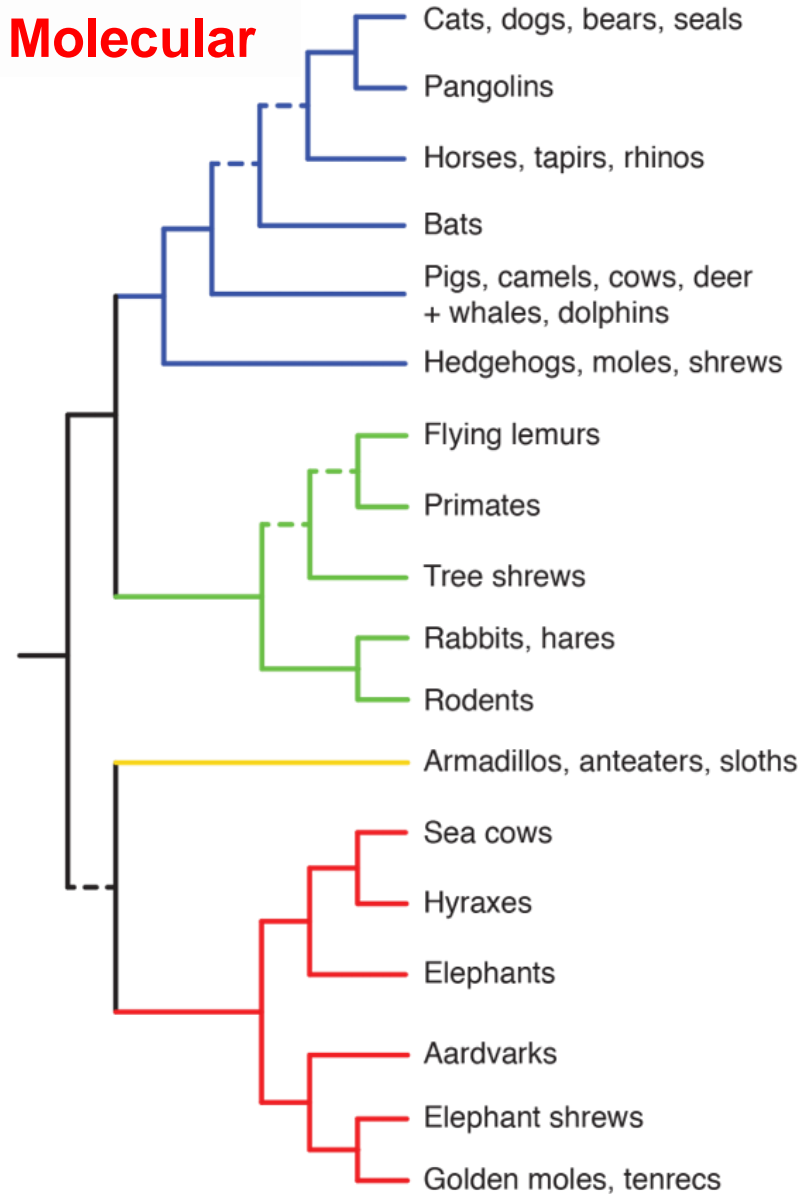 Molecular
Cats, dogs, bears, seals
Pangolins
Horses, tapirs, rhinos
Bats
Pigs, camels, cows, deer
+ whales, dolphins
Hedgehogs, moles, shrews
Flying lemurs
Primates
Tree shrews
Rabbits, hares
Rodents
Armadillos, anteaters, sloths
Sea cows
Hyraxes
Elephants
Aardvarks
Elephant shrews
Golden moles, tenrecs